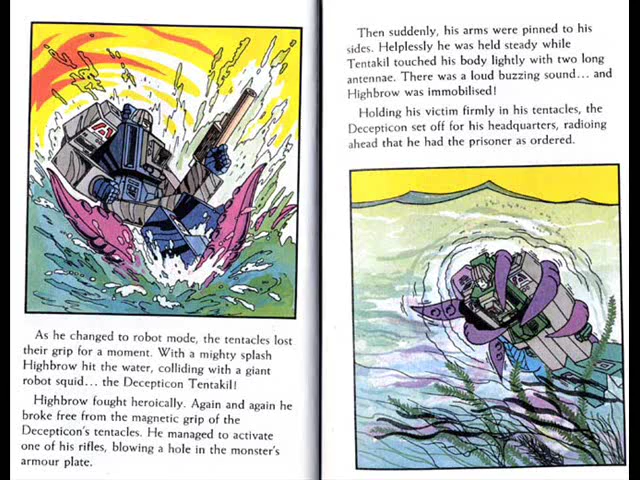 As he changed to robot mode, the tentacles lost
their grip for a moment. With a mighty splash
Highbrow hit the water, colliding with a giant
robot squid... the Decepticon Tentakil!
Highbrow fought heroically. Again and again he
broke free from the magnetic grip of the
Decepticon's tentacles. He managed to activate
one of his rifles, blowing a hole in the monster's
armour plate.
Then suddenly, his arms were pinned to his
sides. Helplessly he was held steady while
Tentakil touched his body lightly with two long
antennae. There was a loud buzzing sound... and
Highbrow was immobilised!
Holding his victim firmly in his tentacles, the
Decepticon set off for his headquarters, radioing
ahead that he had the prisoner as ordered.